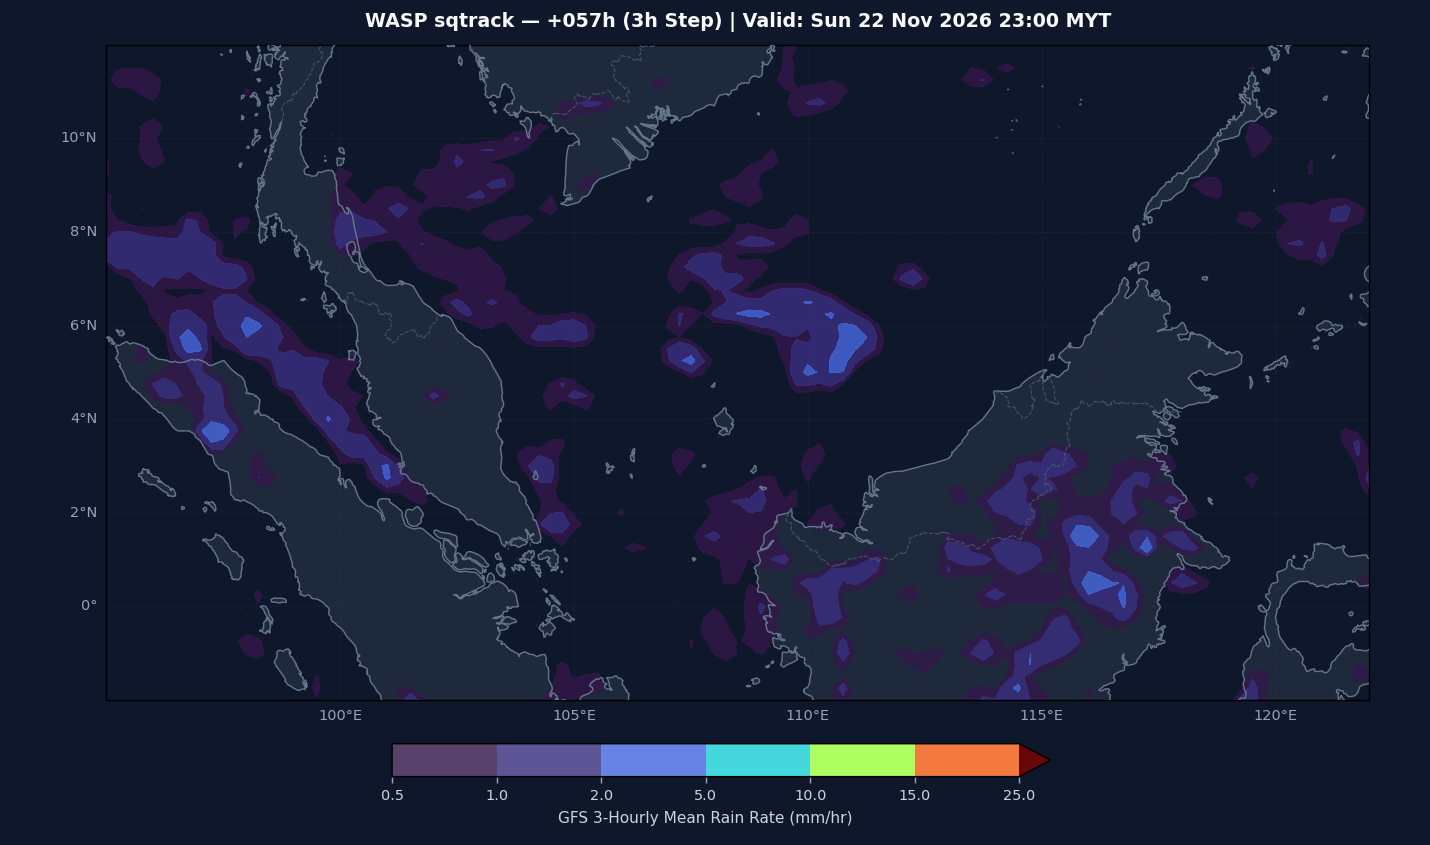 WASP sqtrack — +057h (3h Step) | Valid: Sun 22 Nov 2026 23:00 MYT
10°N
8°N
6°N
4°N
2°N
0°
100°E 105°E 110°E 115°E 120°E
0.5 1.0 2.0 5.0 10.0 15.0 25.0
GFS 3-Hourly Mean Rain Rate (mm/hr)